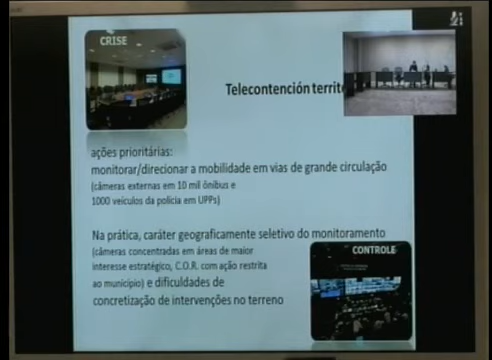 CRISE
Telecontención territ
ações prioritárias:
monitorar/direcionar a mobilidade em vias de grande circulação
(câmeras externas em 10 mil ônibus e
1000 veículos da polícia em UPPs)
Na prática, caráter geograficamente seletivo do monitoramento
(câmeras concentradas em áreas de maior
interesse estratégico, C.O.R. com ação restrita
ao município) e dificuldades de
concretização de intervenções no terreno
CONTROLE